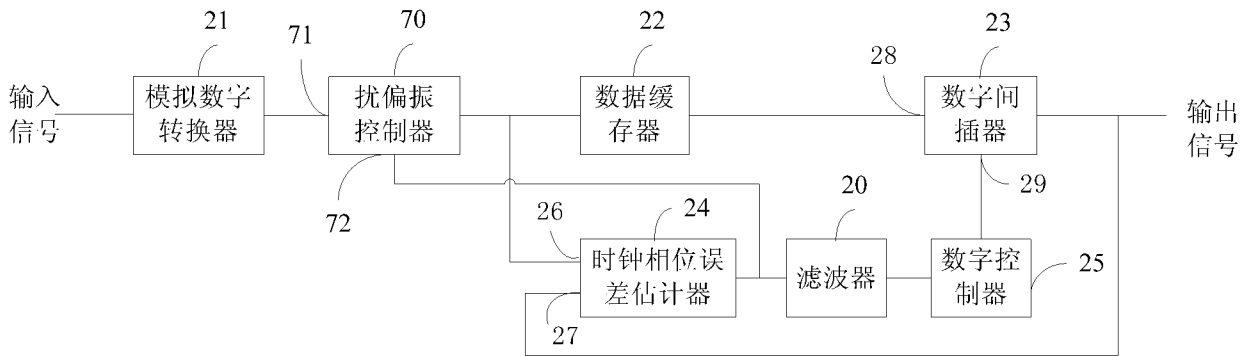 21
71
70
22
28
23
输入
信号
模拟数字
转换器
扰偏振
控制器
数据缓
存器
数字间
插器
输出
信号
72
29
26
24
20
时钟相位误
差估计器
滤波器
数字控
制器
25
27